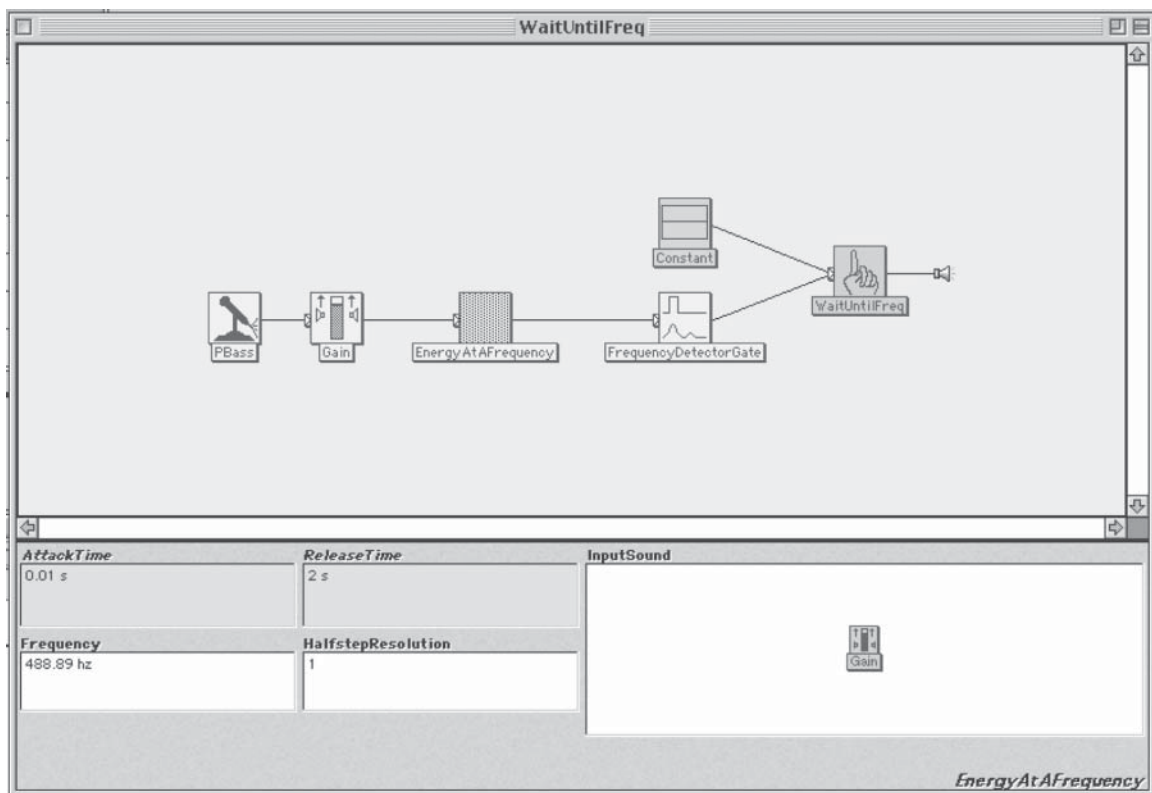 WaitUntilFreq
Constant
WaitUntilFreq
PBass
Gain
EnergyAtAFrequency
FrequencyDetectorGate
AttackTime
ReleaseTime
InputSound
0.01 s
2 s
Frequency
HalfstepResolution
488.89 hz
1
Gain
EnergyAtAFrequency